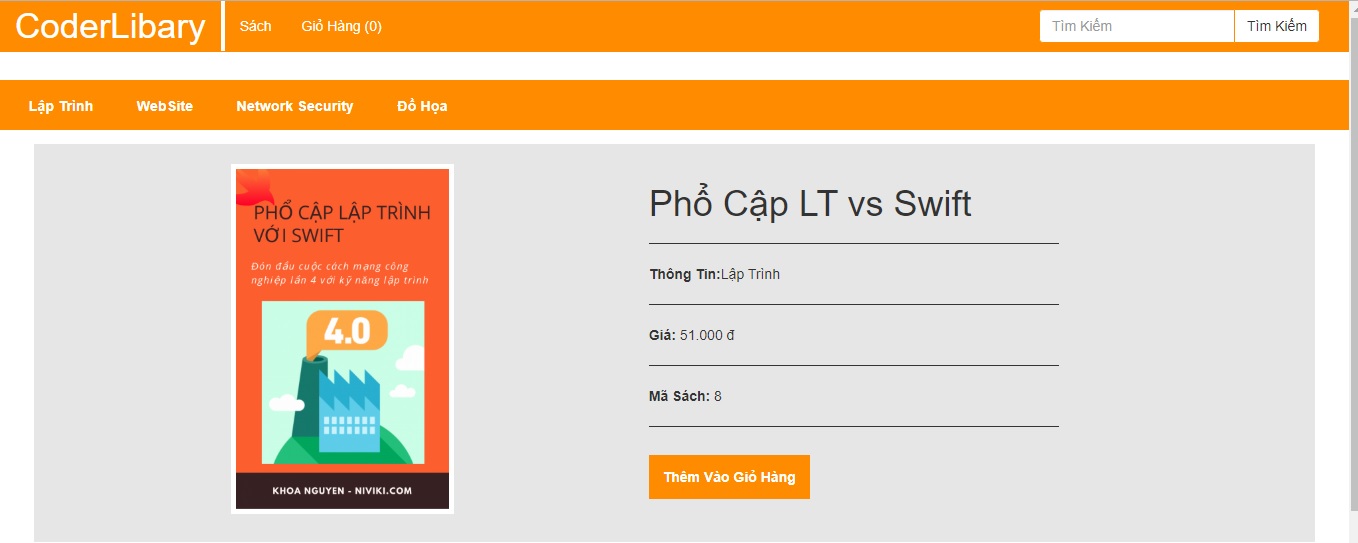 CoderLibary
Sách
Giỏ Hàng (0)
Tìm Kiếm
Tìm Kiếm
Lập Trình
WebSite
Network Security
Đồ Họa
PHỔ CẬP LẬP TRÌNH
VỚI SWIFT
Đón đầu cuộc cách mạng công
nghiệp lần 4 với kỹ năng lập trình
4.0
KHOA NGUYEN - NIVIKI.COM
Phổ Cập LT vs Swift
Thông Tin:Lập Trình
Giá: 51.000 đ
Mã Sách: 8
Thêm Vào Giỏ Hàng